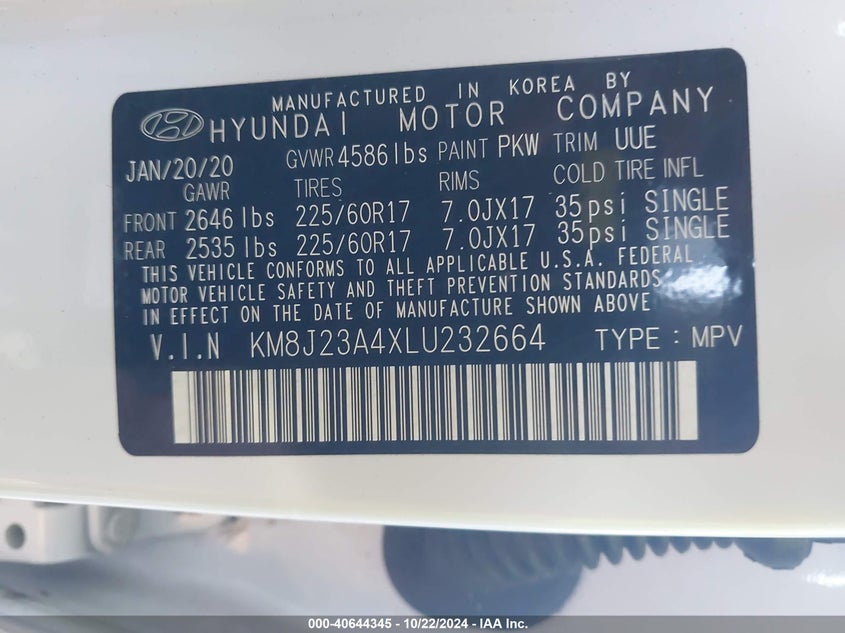 MANUFACTURED IN KOREA BY
HYUNDAI MOTOR COMPANY
JAN/20/20 GVWR 4586 lbs PAINT PKW TRIM UUE
GAWR TIRES RIMS COLD TIRE INFL
FRONT 2646 lbs 225/60R17 7.0JX17 35psi SINGLE
REAR 2535 lbs 225/60R17 7.0JX17 35psi SINGLE
THIS VEHICLE CONFORMS TO ALL APPLICABLE U.S.A. FEDERAL
MOTOR VEHICLE SAFETY AND THEFT PREVENTION STANDARDS
IN EFFECT ON THE DATE OF MANUFACTURE SHOWN ABOVE
V.I.N KM8J23A4XLU232664 TYPE: MPV
000-40644345 - 10/22/2024 - IAA Inc.